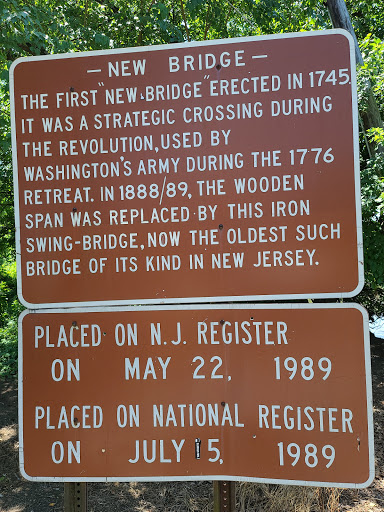 — NEW BRIDGE —
THE FIRST "NEW BRIDGE" ERECTED IN 1745.
IT WAS A STRATEGIC CROSSING DURING
THE REVOLUTION, USED BY
WASHINGTON'S ARMY DURING THE 1776
RETREAT. IN 1888/89, THE WOODEN
SPAN WAS REPLACED BY THIS IRON
SWING-BRIDGE, NOW THE OLDEST SUCH
BRIDGE OF ITS KIND IN NEW JERSEY.
PLACED ON N.J. REGISTER
ON MAY 22, 1989
PLACED ON NATIONAL REGISTER
ON JULY 5, 1989